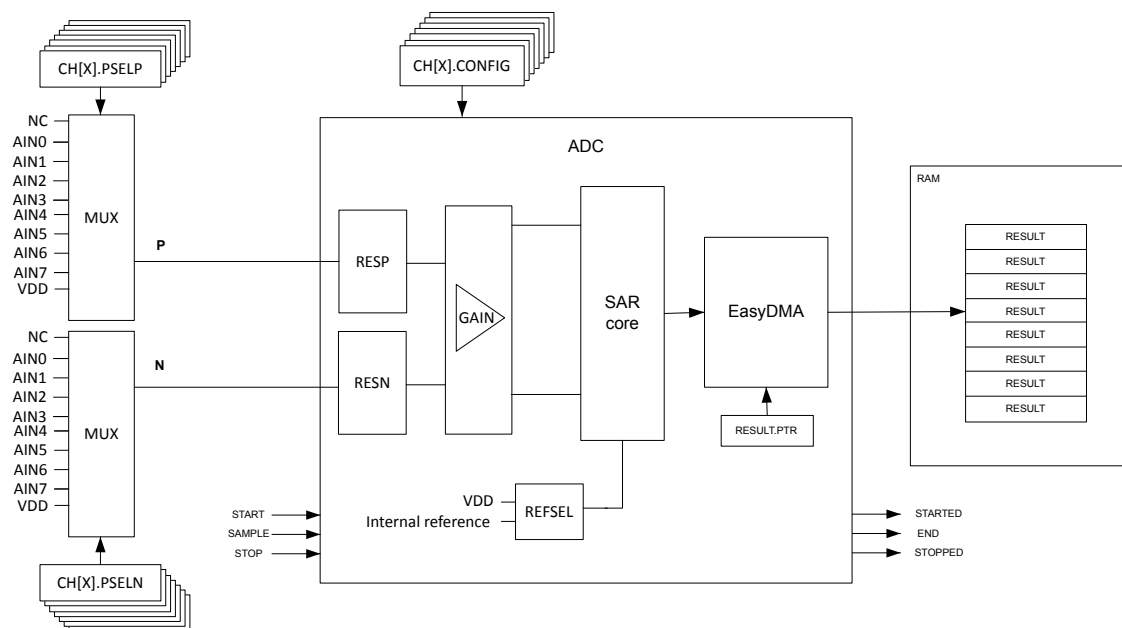 CH[X].PSELP
CH[X].CONFIG
NC
AIN0
AIN1
AIN2
AIN3
AIN4
AIN5
AIN6
AIN7
VDD
MUX
P
ADC
RESP
GAIN
SAR
core
EasyDMA
RAM
RESULT
RESULT
RESULT
RESULT
RESULT
RESULT
RESULT
RESULT
NC
AIN0
AIN1
AIN2
AIN3
AIN4
AIN5
AIN6
AIN7
VDD
MUX
N
RESN
RESULT.PTR
VDD
Internal reference
REFSEL
START
SAMPLE
STOP
STARTED
END
STOPPED
CH[X].PSELN